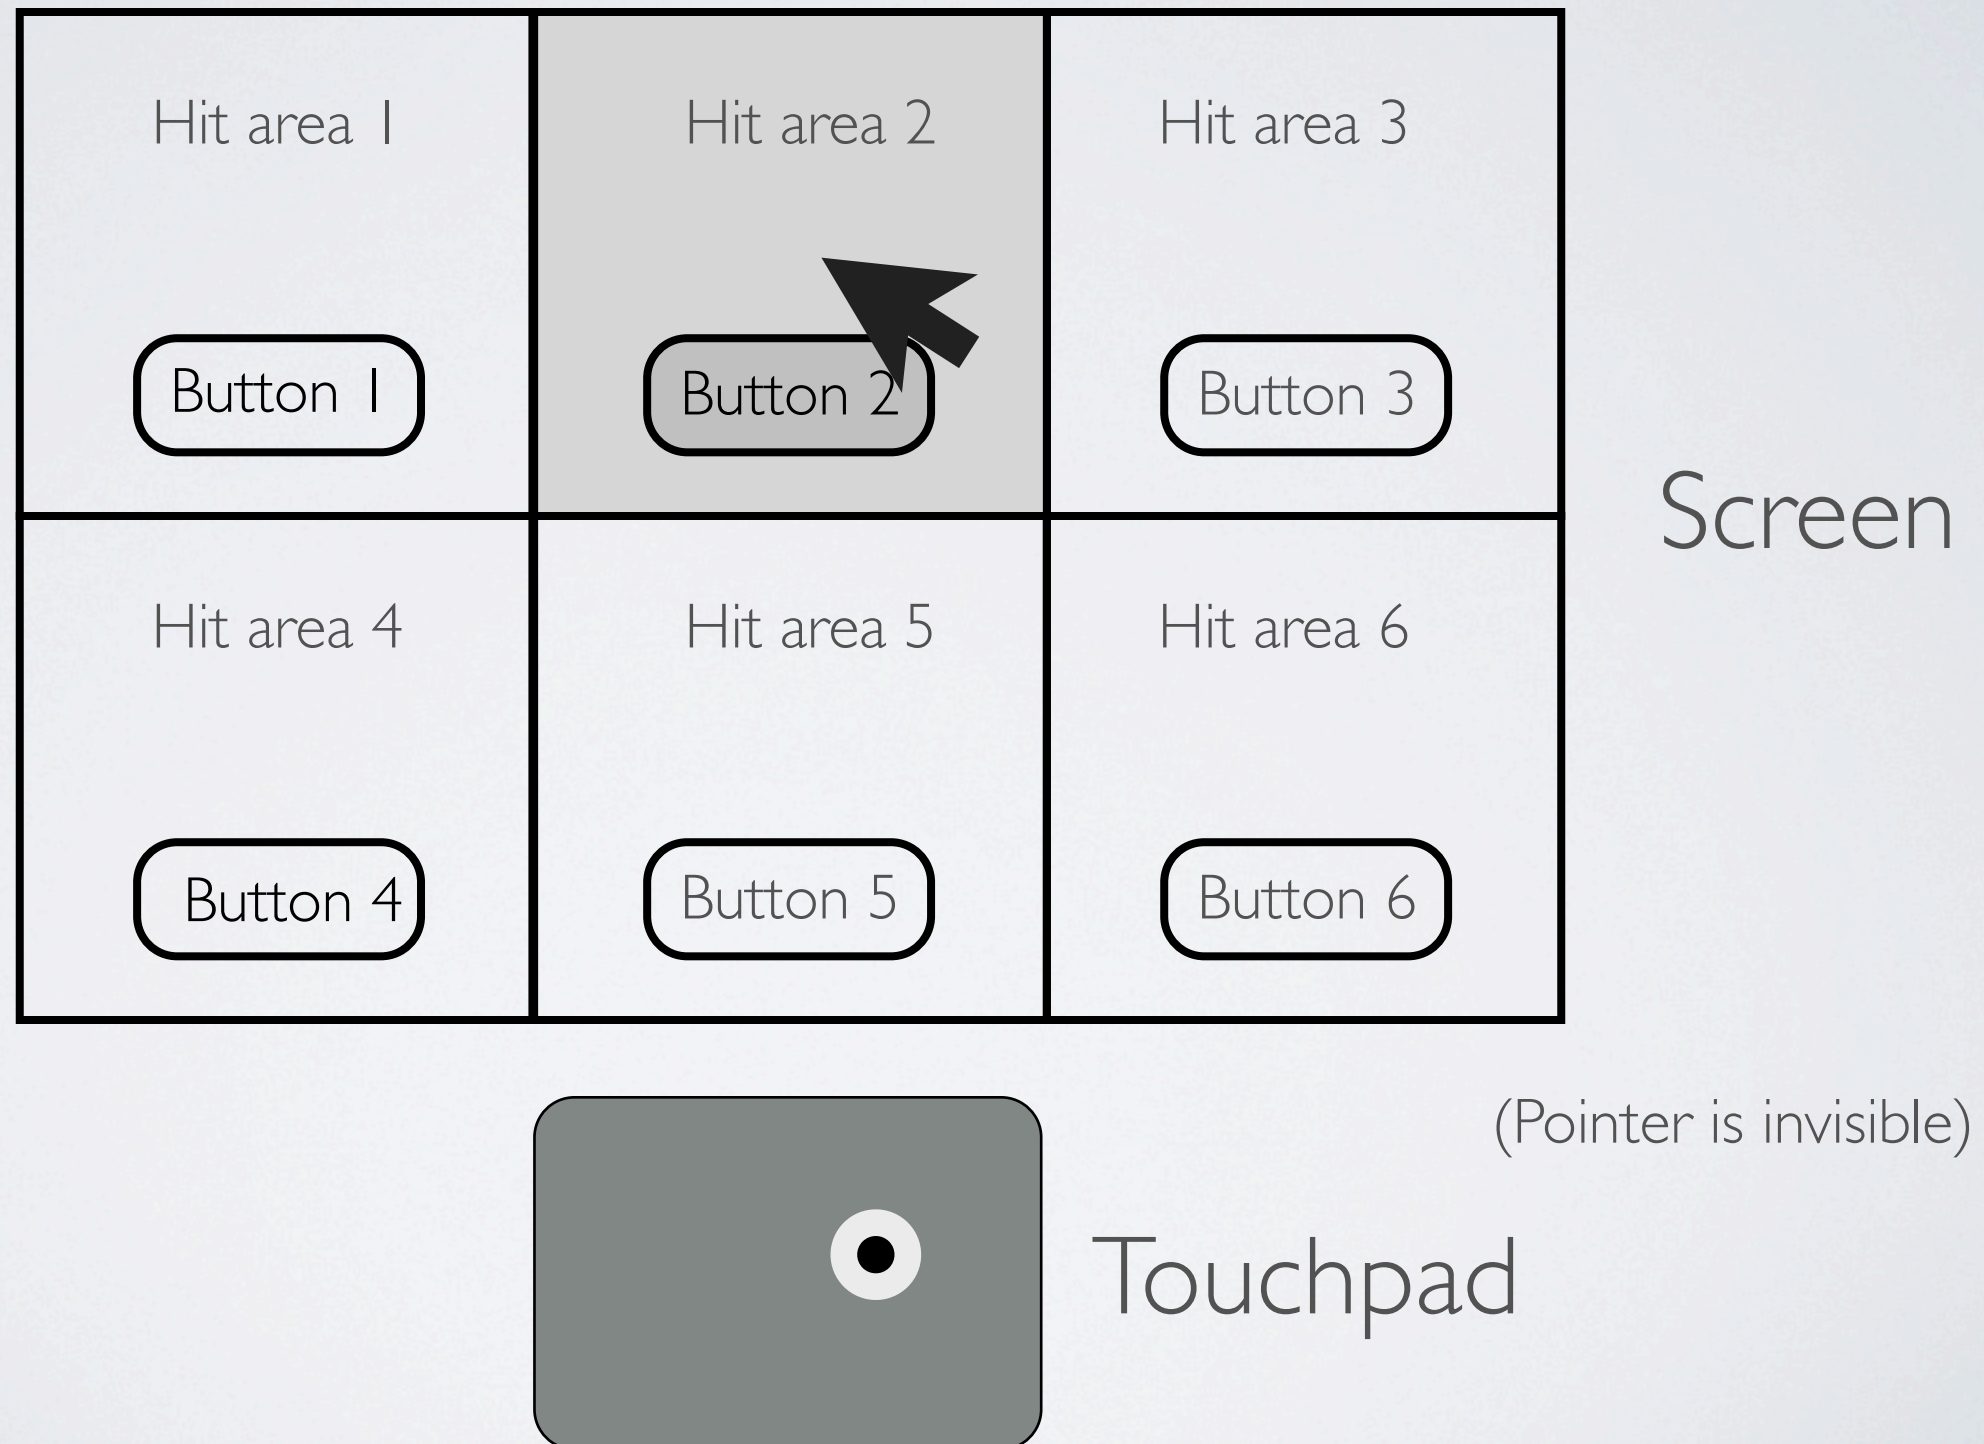 Hit area 1
Hit area 2
Hit area 3
Button 1
Button 2
Button 3
Screen
Hit area 4
Hit area 5
Hit area 6
Button 4
Button 5
Button 6
(Pointer is invisible)
Touchpad